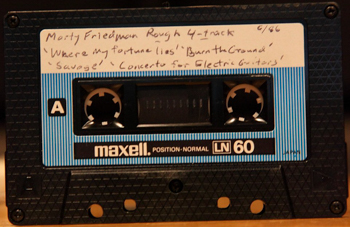 Marty Friedman Rough 4-track 6/86
"Where my fortune lies" "Burn the Ground"
"Savage" "Concerto for Electric Guitars"
A
maxell. POSITION-NORMAL LN 60
JAPAN